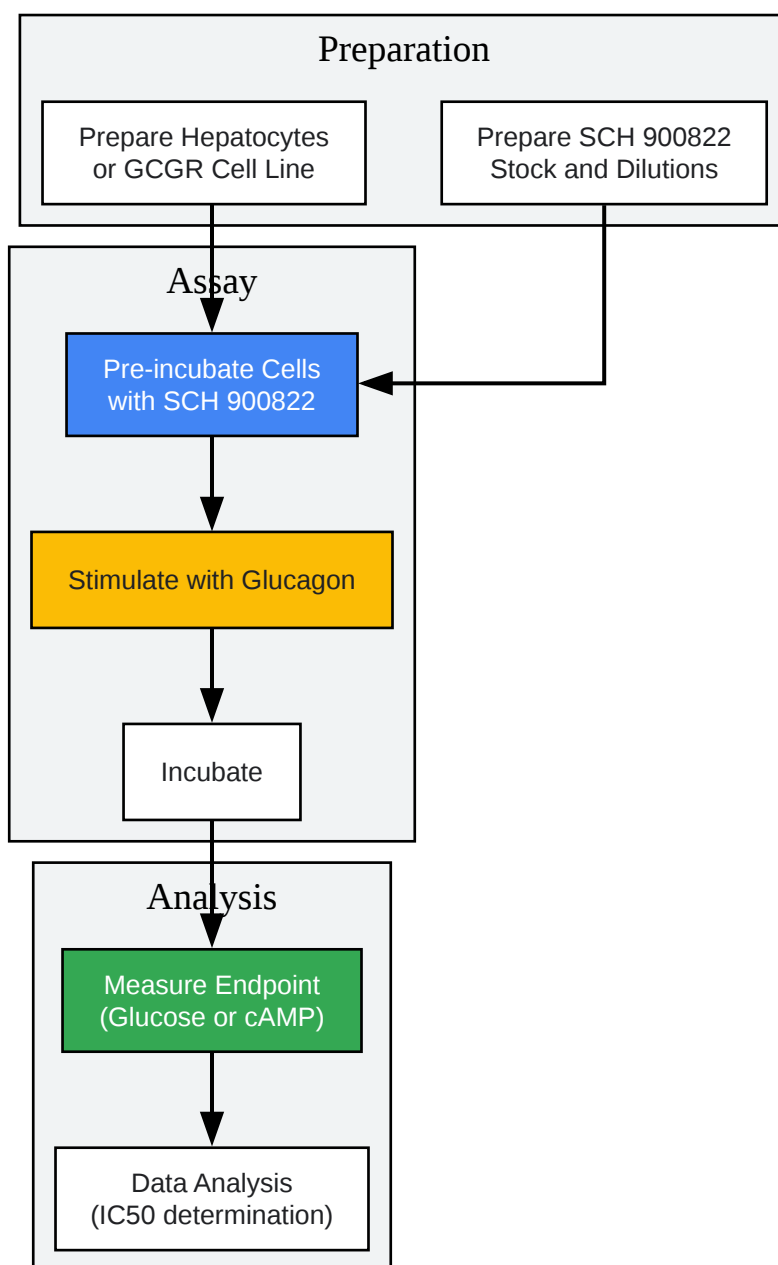 Preparation
Prepare Hepatocytes
or GCGR Cell Line
Prepare SCH 900822
Stock and Dilutions
Assay
Pre-incubate Cells
with SCH 900822
Stimulate with Glucagon
Incubate
Analysis
Measure Endpoint
(Glucose or cAMP)
Data Analysis
(IC50 determination)